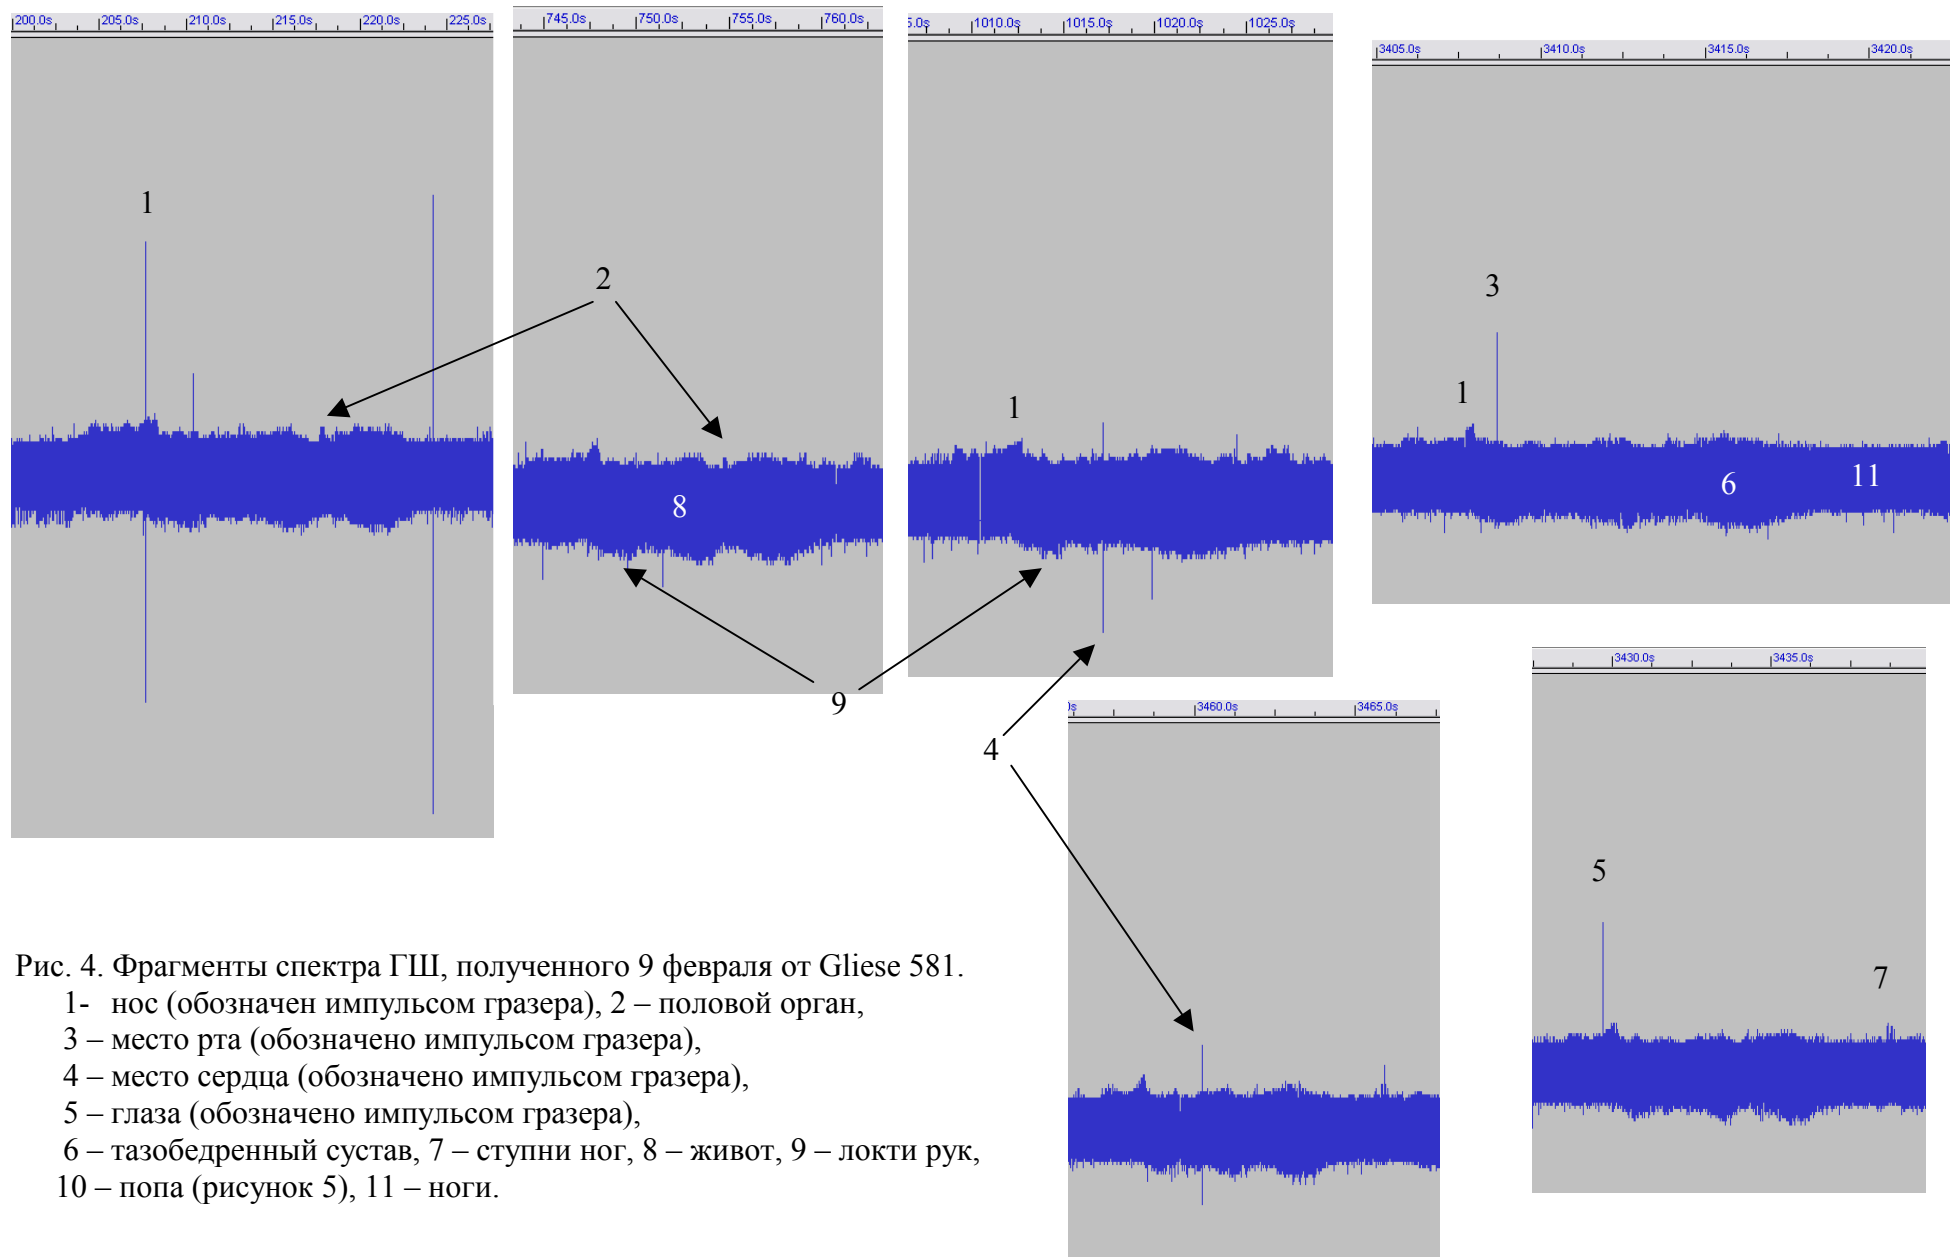 200.0s 205.0s 210.0s 215.0s 220.0s 225.0s
745.0s 750.0s 755.0s 760.0s
5.0s 1010.0s 1015.0s 1020.0s 1025.0s
3405.0s 3410.0s 3415.0s 3420.0s
1
2
3
1
1
8
6
11
9
3430.0s 3435.0s
3460.0s 3465.0s
4
5
7
Рис. 4. Фрагменты спектра ГШ, полученного 9 февраля от Gliese 581.
1- нос (обозначен импульсом гразера), 2 – половой орган,
3 – место рта (обозначено импульсом гразера),
4 – место сердца (обозначено импульсом гразера),
5 – глаза (обозначено импульсом гразера),
6 – тазобедренный сустав, 7 – ступни ног, 8 – живот, 9 – локти рук,
10 – попа (рисунок 5), 11 – ноги.